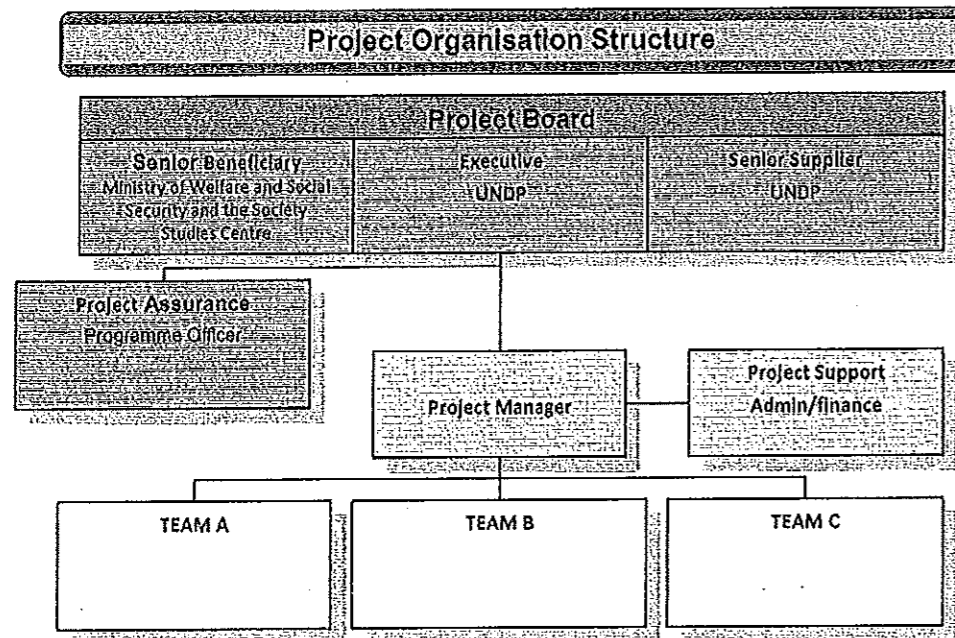 Project Organisation Structure
Project Board
Senior Beneficiary
Ministry of Welfare and Social
Security and the Society
Studies Centre
Executive
UNDP
Senior Supplier
UNDP
Project Assurance
Programme Officer
Project Manager
Project Support
Admin/finance
TEAM A
TEAM B
TEAM C